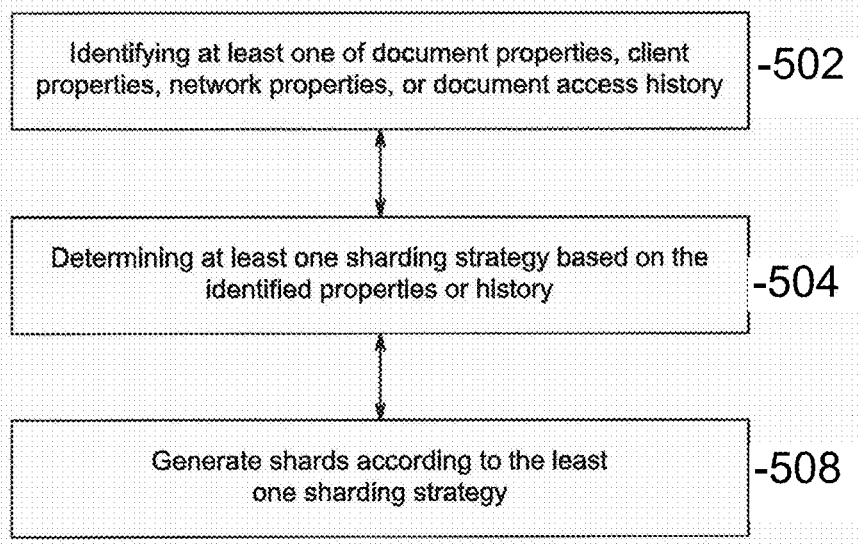 Identifying at least one of document properties, client
properties, network properties, or document access history
-502
Determining at least one sharding strategy based on the
identified properties or history
-504
Generate shards according to the least
one sharding strategy
-508